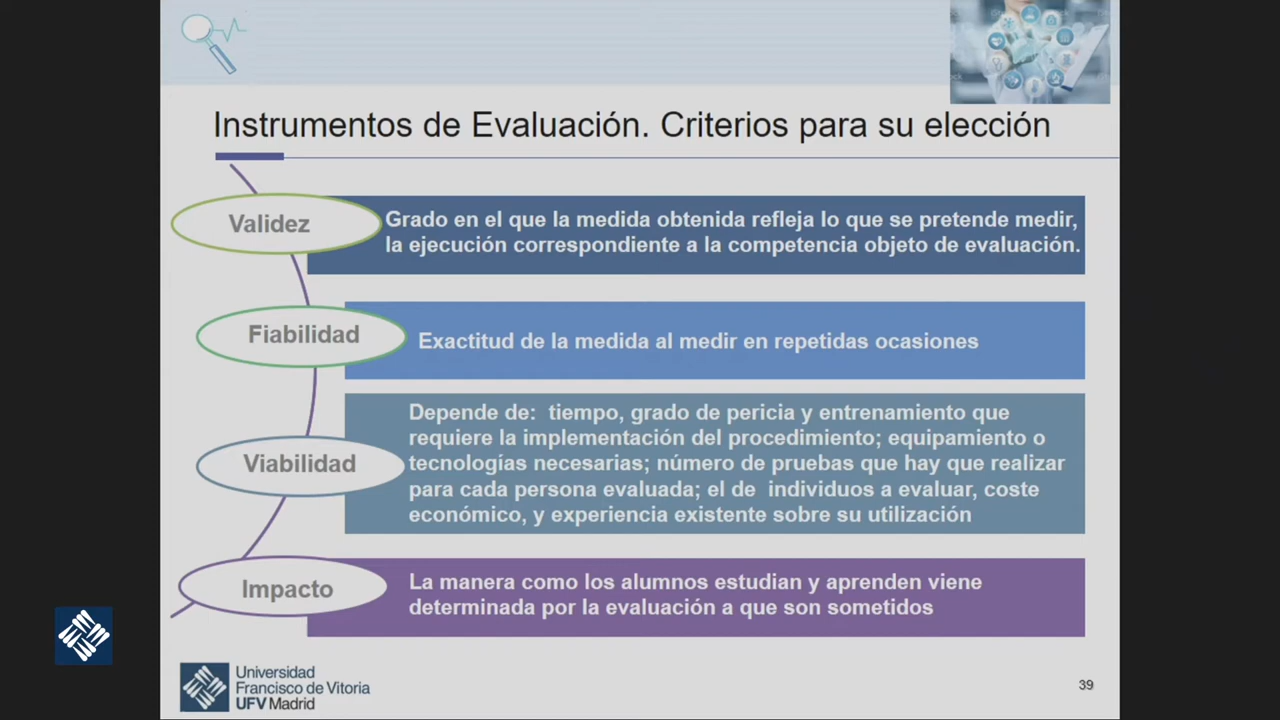 Instrumentos de Evaluación. Criterios para su elección
Validez
Grado en el que la medida obtenida refleja lo que se pretende medir,
la ejecución correspondiente a la competencia objeto de evaluación.
Fiabilidad
Exactitud de la medida al medir en repetidas ocasiones
Viabilidad
Depende de: tiempo, grado de pericia y entrenamiento que
requiere la implementación del procedimiento; equipamiento o
tecnologías necesarias; número de pruebas que hay que realizar
para cada persona evaluada; el de individuos a evaluar, coste
económico, y experiencia existente sobre su utilización
Impacto
La manera como los alumnos estudian y aprenden viene
determinada por la evaluación a que son sometidos
Universidad
Francisco de Vitoria
UFV Madrid
39